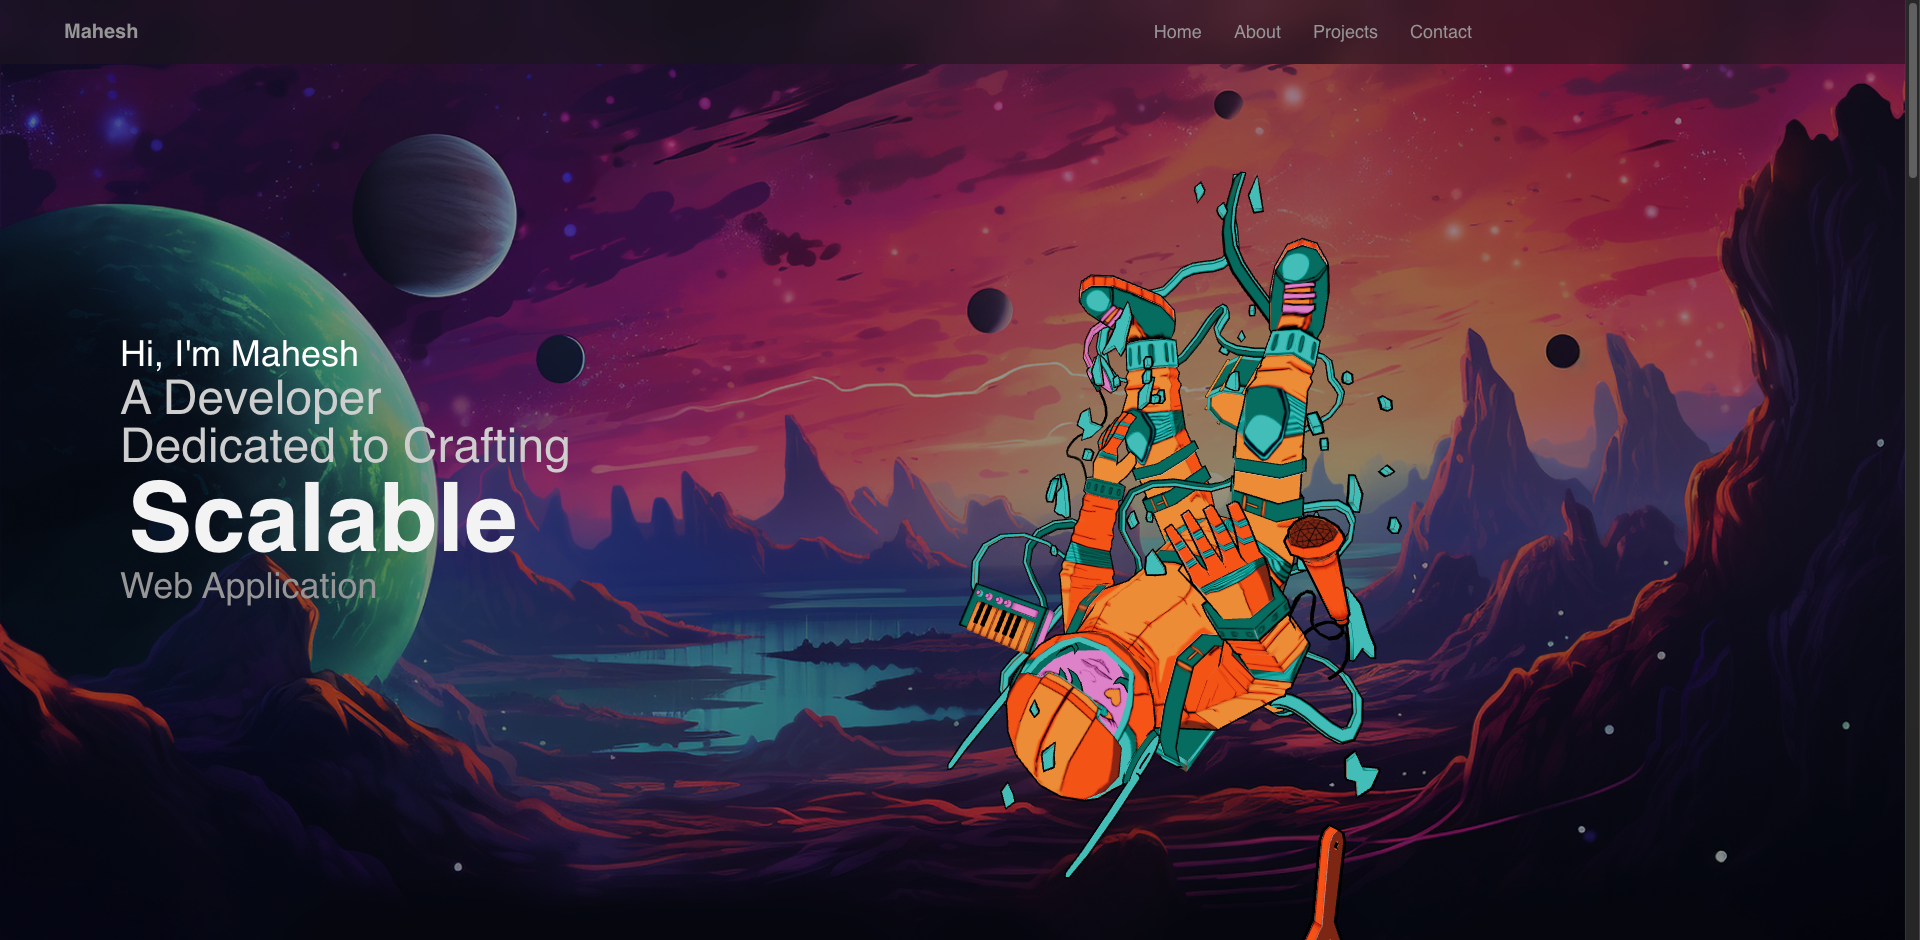 Mahesh
Home About Projects Contact
Hi, I'm Mahesh
A Developer
Dedicated to Crafting
Scalable
Web Application